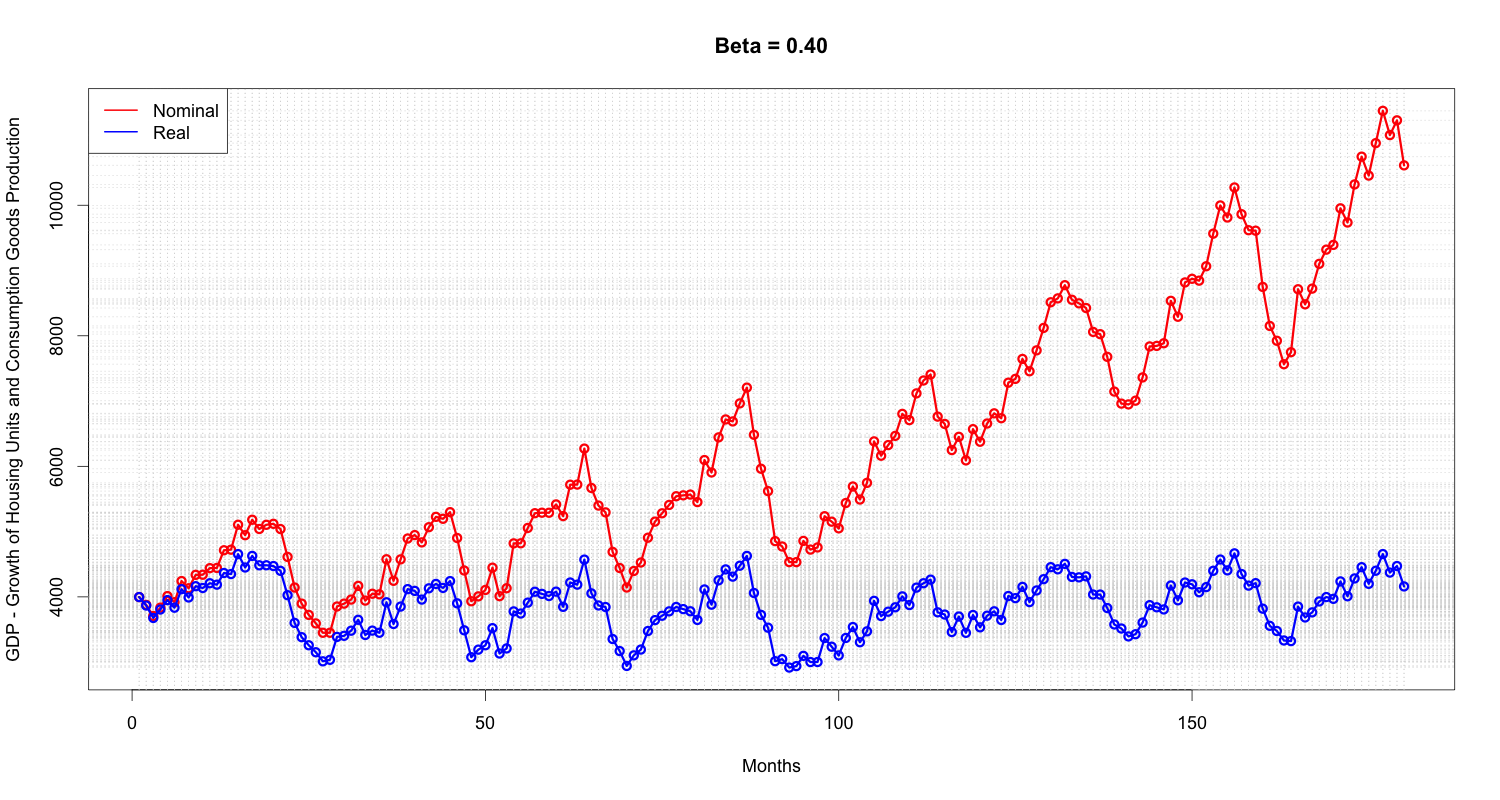 Beta = 0.40
Nominal
Real
GDP - Growth of Housing Units and Consumption Goods Production
10000
8000
6000
4000
0 50 100 150
Months